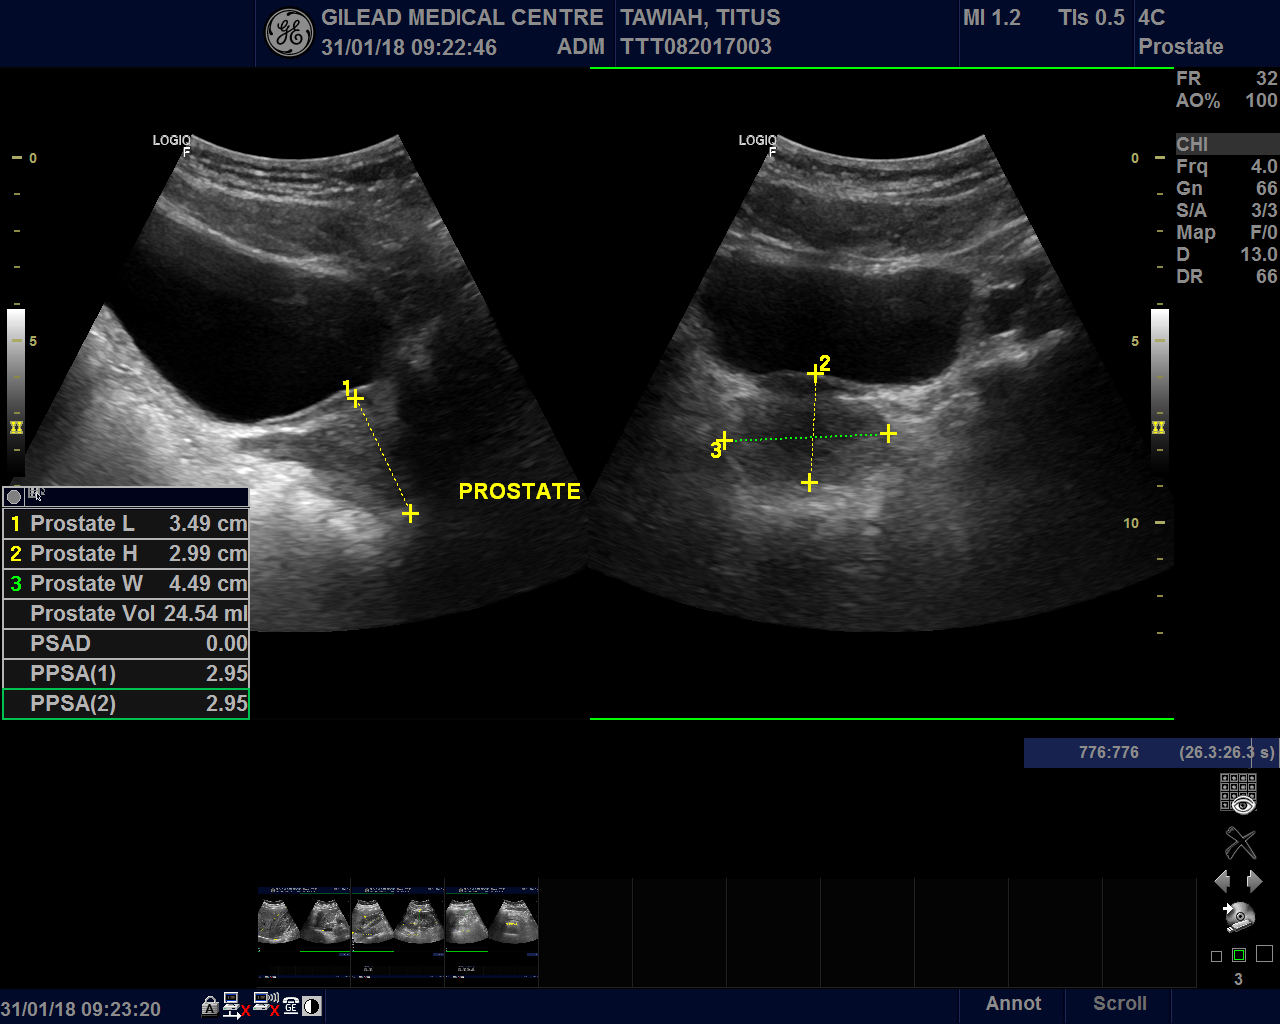 GILEAD MEDICAL CENTRE
31/01/18 09:22:46 ADM
TAWIAH, TITUS
TTT082017003
MI 1.2 TIs 0.5
4C
Prostate
FR 32
AO% 100
CHI
Frq 4.0
Gn 66
S/A 3/3
Map F/0
D 13.0
DR 66
LOGIQ
F
LOGIQ
F
0
5
0
5
10
1
2
3
PROSTATE
1 Prostate L 3.49 cm
2 Prostate H 2.99 cm
3 Prostate W 4.49 cm
Prostate Vol 24.54 ml
PSAD 0.00
PPSA(1) 2.95
PPSA(2) 2.95
776:776 (26.3:26.3 s)
3
31/01/18 09:23:20
Annot
Scroll